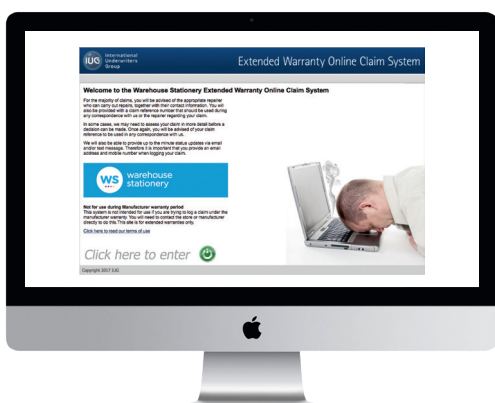 IUG International
Underwriters
Group
Extended Warranty Online Claim System
Welcome to the Warehouse Stationery Extended Warranty Online Claim System
For the majority of claims, you will be advised of the appropriate repairer
who can carry out repairs, together with their contact information. You will
also be provided with a claim reference number that should be used during
any correspondence with us or the repairer regarding your claim.
In some cases, we may need to assess your claim in more detail before a
decision can be made. Once again, you will be advised of your claim
reference to be used in any correspondence with us.
We will also be able to provide up to the minute status updates via email
and/or text message. Therefore it is important that you provide an email
address and mobile number when logging your claim.
ws warehouse
stationery
Not for use during Manufacturer warranty period
This system is not intended for use if you are trying to log a claim under the
manufacturer warranty. You will need to contact the store or manufacturer
directly to do this. This site is for extended warranties only.
Click here to read our terms of use
Click here to enter
Copyright 2017 IUG